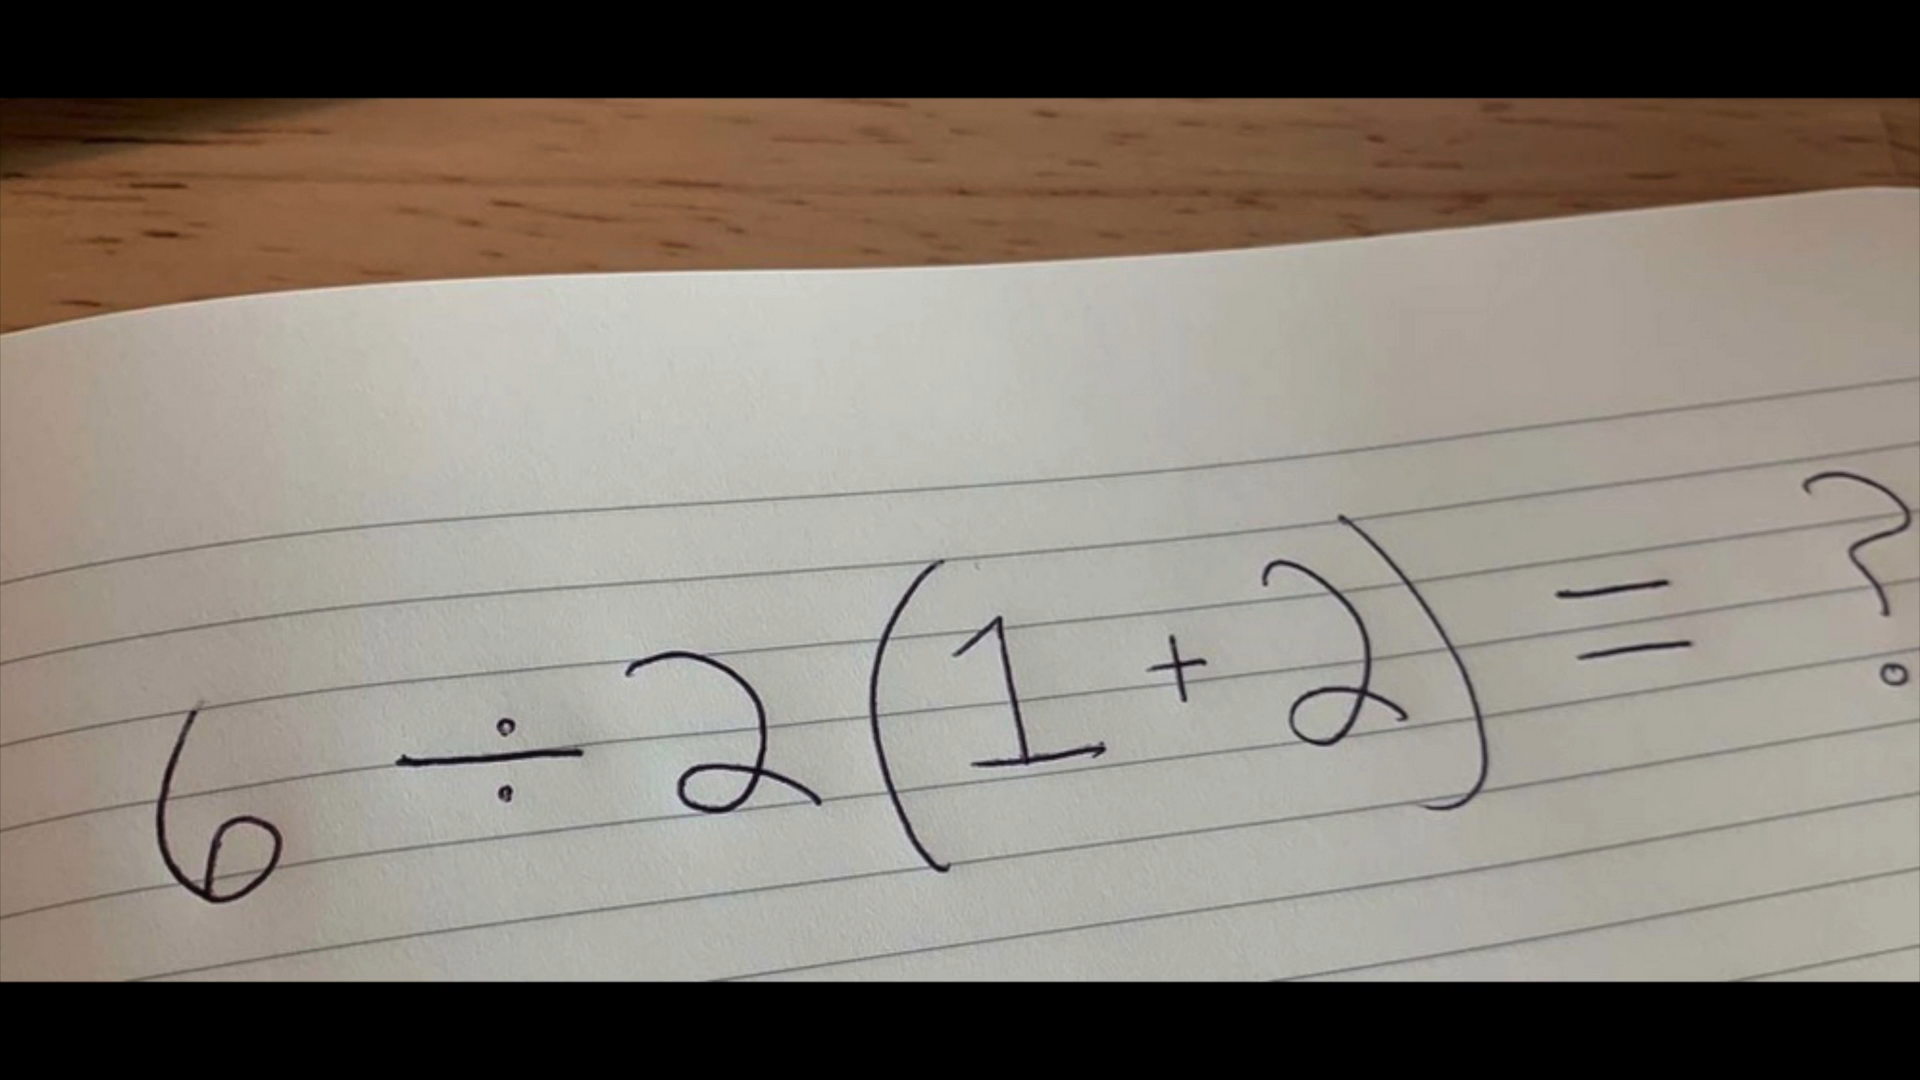 6 ÷ 2(1+2) = ?